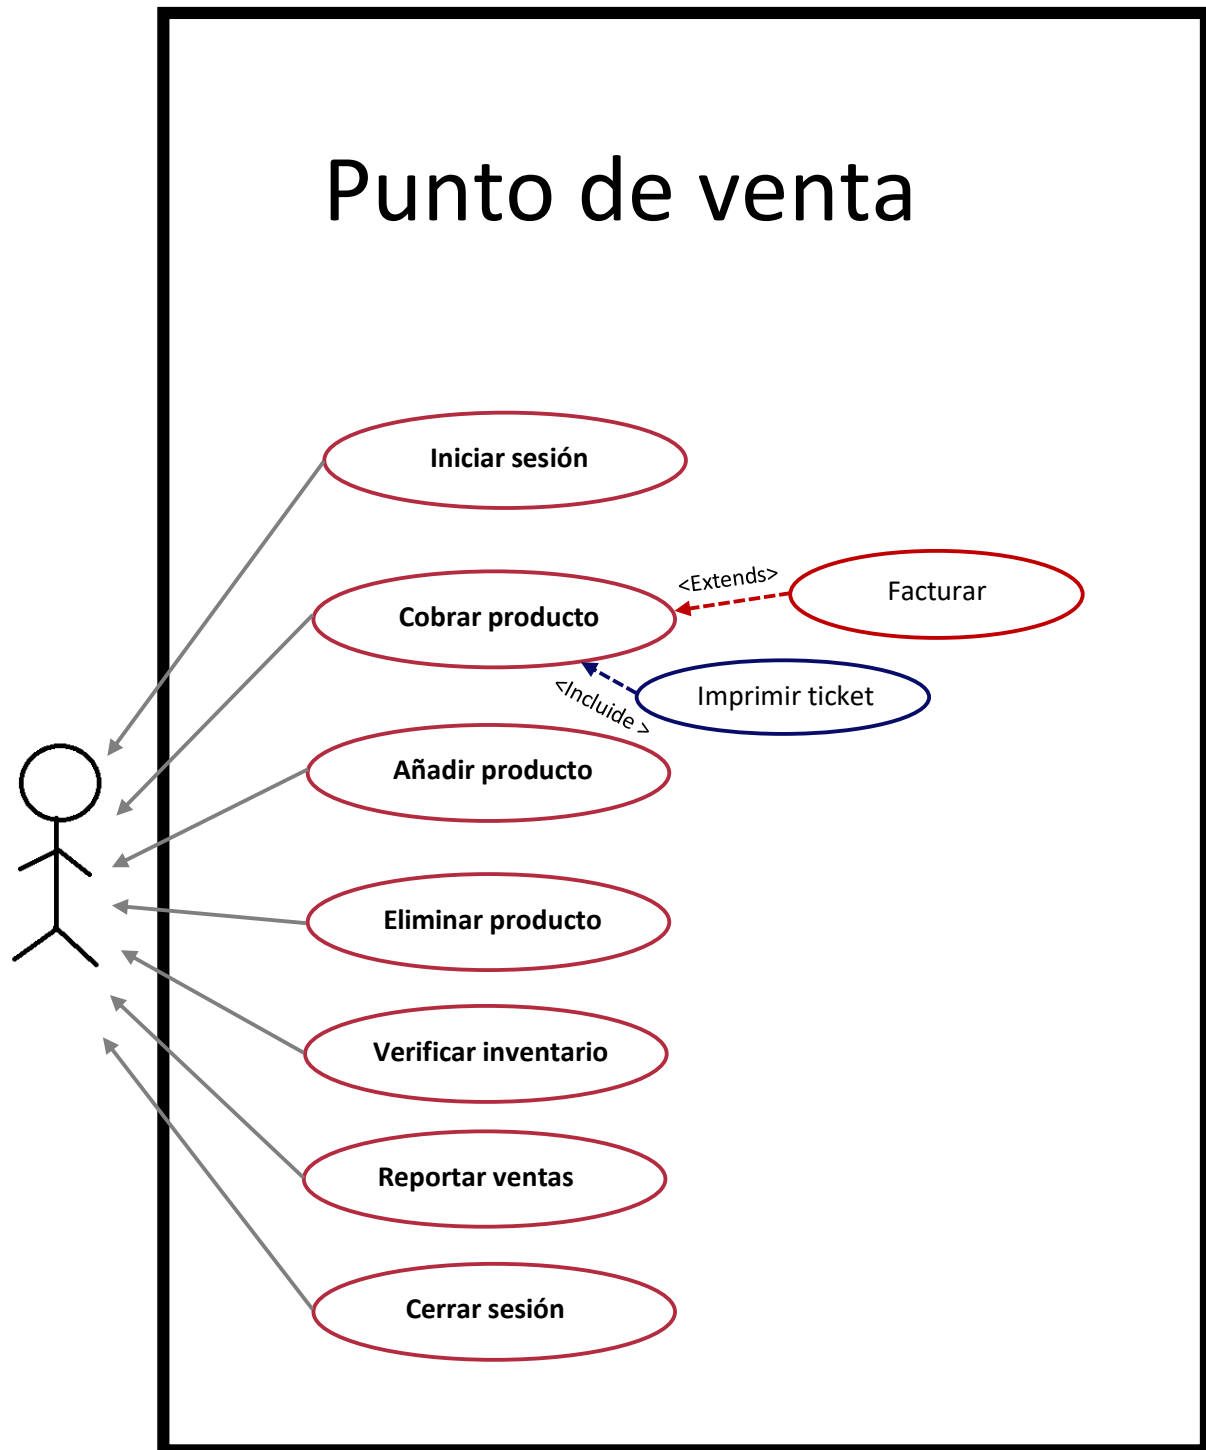 Punto de venta
Iniciar sesión
<Extends>
Facturar
Cobrar producto
<Incluide >
Imprimir ticket
Añadir producto
Eliminar producto
Verificar inventario
Reportar ventas
Cerrar sesión